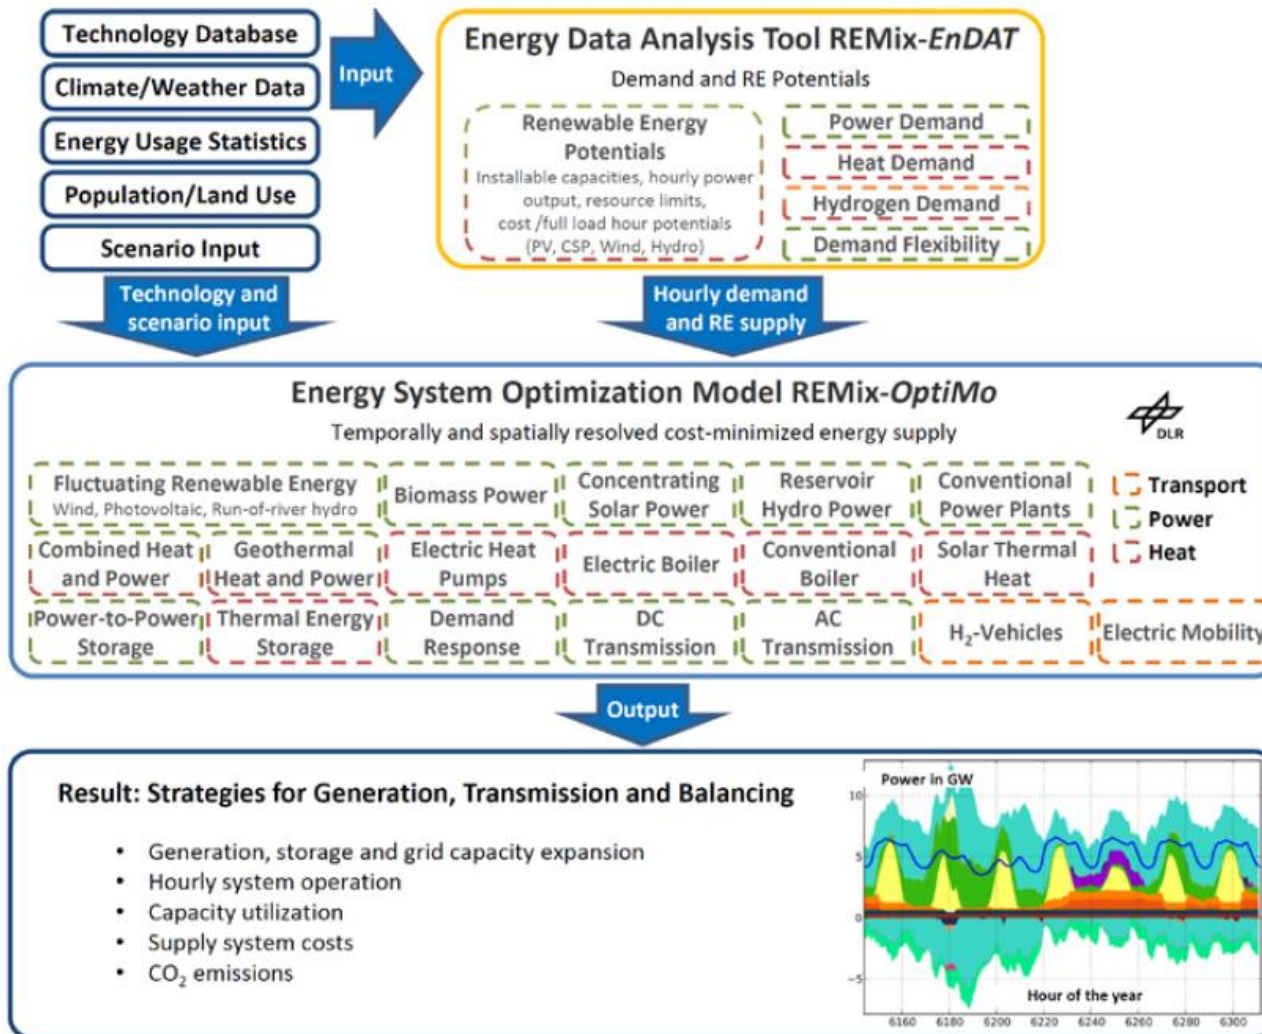 Technology Database
Climate/Weather Data
Energy Usage Statistics
Population/Land Use
Scenario Input
Input
Energy Data Analysis Tool REMix-EnDAT
Demand and RE Potentials
Renewable Energy
Potentials
Installable capacities, hourly power
output, resource limits,
cost /full load hour potentials
(PV, CSP, Wind, Hydro)
Power Demand
Heat Demand
Hydrogen Demand
Demand Flexibility
Technology and
scenario input
Hourly demand
and RE supply
Energy System Optimization Model REMix-OptiMo
Temporally and spatially resolved cost-minimized energy supply
DLR
Fluctuating Renewable Energy
Wind, Photovoltaic, Run-of-river hydro
Biomass Power
Concentrating
Solar Power
Reservoir
Hydro Power
Conventional
Power Plants
Transport
Power
Heat
Combined Heat
and Power
Geothermal
Heat and Power
Electric Heat
Pumps
Electric Boiler
Conventional
Boiler
Solar Thermal
Heat
Power-to-Power
Storage
Thermal Energy
Storage
Demand
Response
DC
Transmission
AC
Transmission
H₂-Vehicles
Electric Mobility
Output
Result: Strategies for Generation, Transmission and Balancing
• Generation, storage and grid capacity expansion
• Hourly system operation
• Capacity utilization
• Supply system costs
• CO₂ emissions
Power in GW
10
5
0
−5
Hour of the year
6160 6180 6200 6220 6240 6260 6280 6300